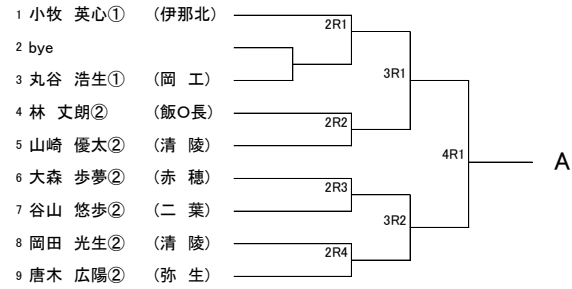 1 小牧 英心① (伊那北)
2R1
2 bye
3R1
3 丸谷 浩生① (岡 工)
4 林 丈朗② (飯O長)
2R2
5 山崎 優太② (清 陵)
4R1 A
6 大森 歩夢② (赤 穂)
2R3
7 谷山 悠歩② (二 葉)
3R2
8 岡田 光生② (清 陵)
2R4
9 唐木 広陽② (弥 生)